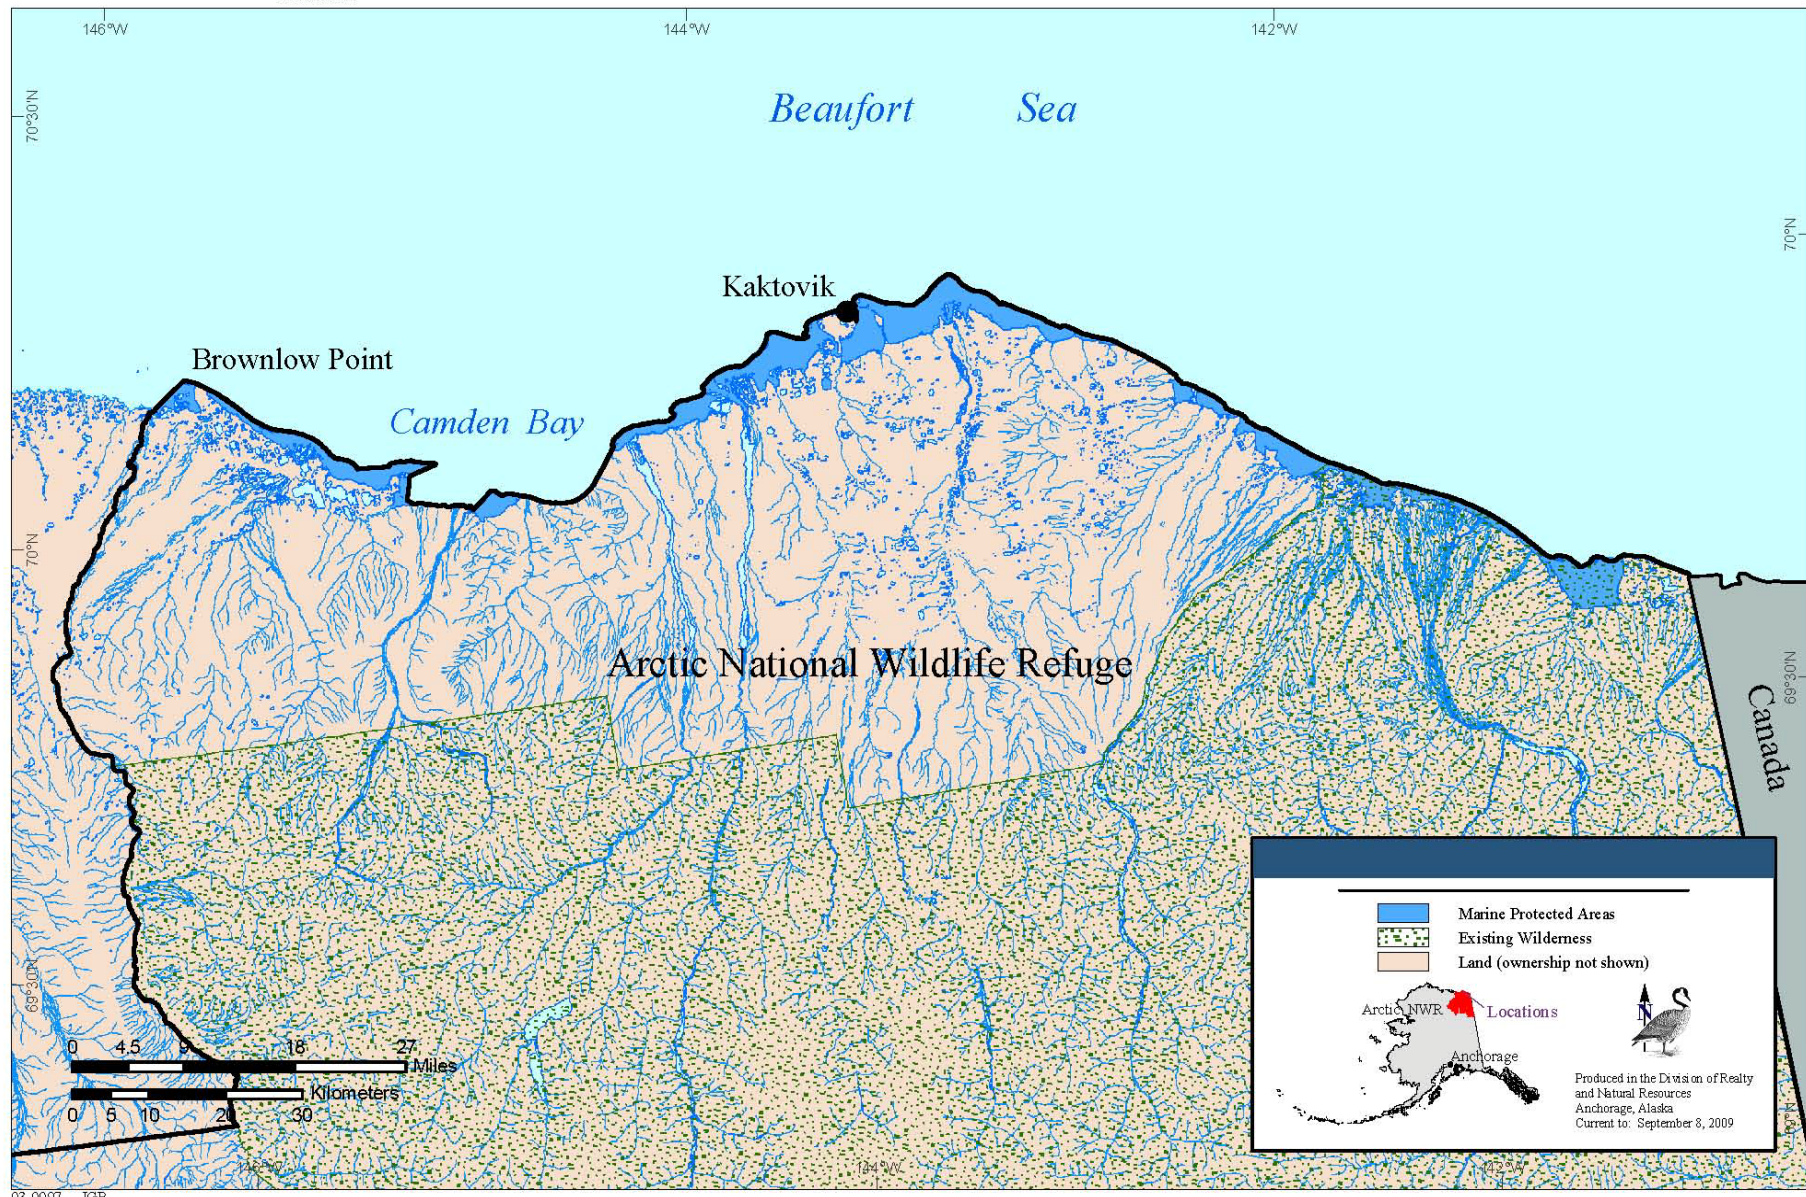 146°W 144°W 142°W
70°30'N
Beaufort Sea
70°N
Kaktovik
Brownlow Point
Camden Bay
70°N
Arctic National Wildlife Refuge
69°30'N
Canada
Marine Protected Areas
Existing Wilderness
Land (ownership not shown)
69°30'N
Arctic NWR
Locations
N
Anchorage
0 4.5 9 18 27
Miles
Kilometers
0 5 10 20 30
Produced in the Division of Realty
and Natural Resources
Anchorage, Alaska
Current to: September 8, 2009
144°W 142°W